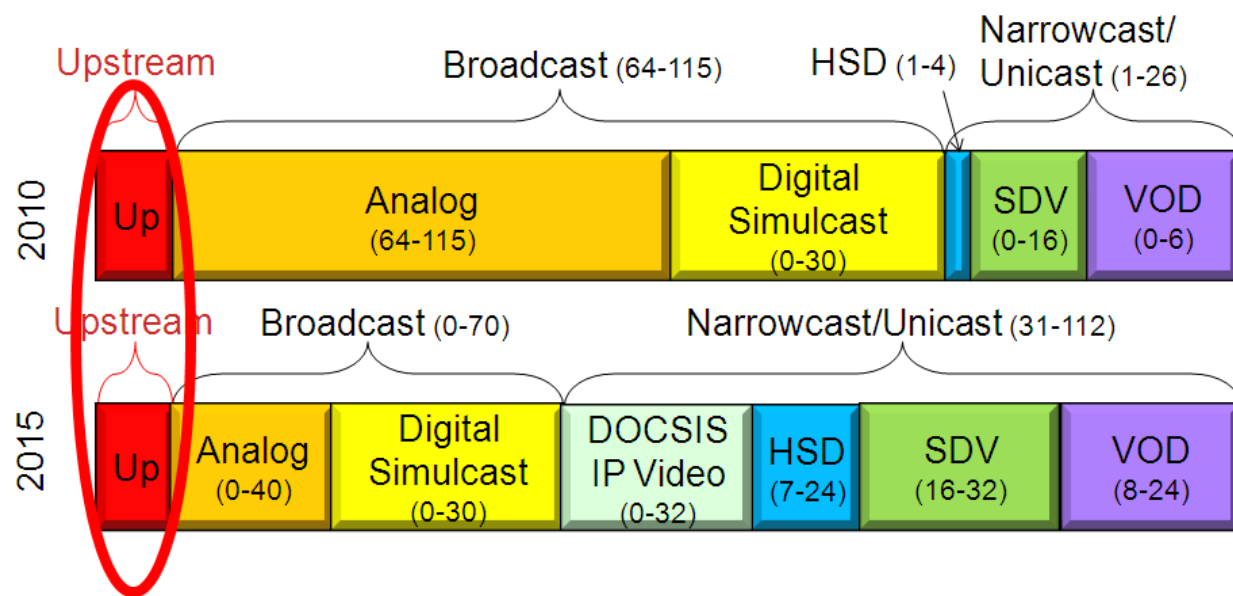 Upstream
Broadcast (64-115)
HSD (1-4)
Narrowcast/
Unicast (1-26)
2010
Up
Analog
(64-115)
Digital
Simulcast
(0-30)
SDV
(0-16)
VOD
(0-6)
Upstream
Broadcast (0-70)
Narrowcast/Unicast (31-112)
2015
Up
Analog
(0-40)
Digital
Simulcast
(0-30)
DOCSIS
IP Video
(0-32)
HSD
(7-24)
SDV
(16-32)
VOD
(8-24)